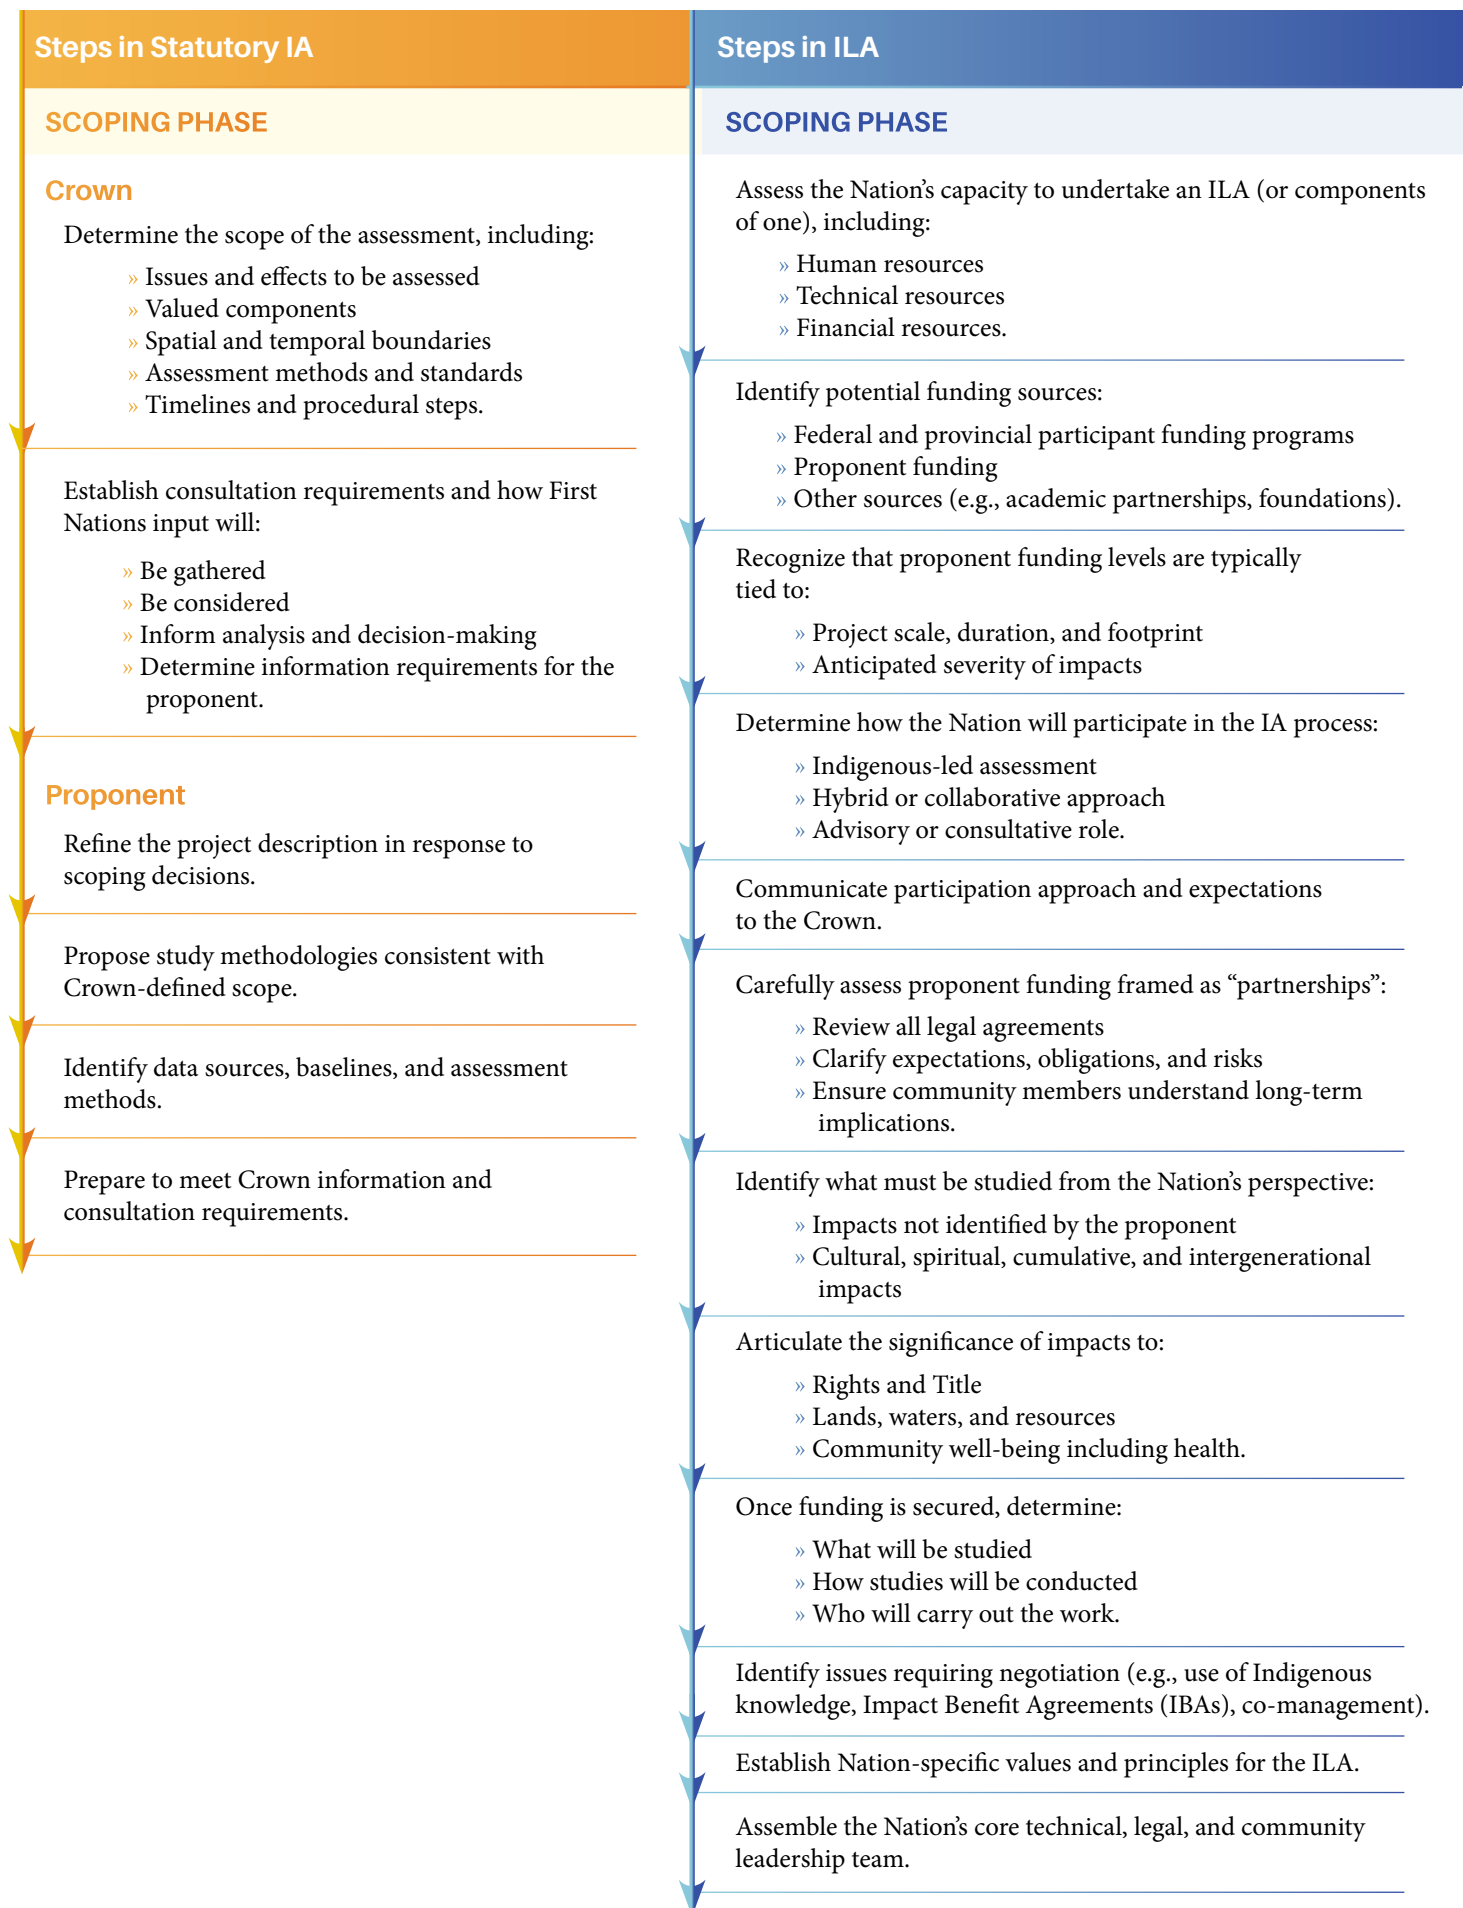 Steps in Statutory IA
SCOPING PHASE
Crown
Determine the scope of the assessment, including:
» Issues and effects to be assessed
» Valued components
» Spatial and temporal boundaries
» Assessment methods and standards
» Timelines and procedural steps.
Establish consultation requirements and how First
Nations input will:
» Be gathered
» Be considered
» Inform analysis and decision-making
» Determine information requirements for the
proponent.
Proponent
Refine the project description in response to
scoping decisions.
Propose study methodologies consistent with
Crown-defined scope.
Identify data sources, baselines, and assessment
methods.
Prepare to meet Crown information and
consultation requirements.
Steps in ILA
SCOPING PHASE
Assess the Nation’s capacity to undertake an ILA (or components
of one), including:
» Human resources
» Technical resources
» Financial resources.
Identify potential funding sources:
» Federal and provincial participant funding programs
» Proponent funding
» Other sources (e.g., academic partnerships, foundations).
Recognize that proponent funding levels are typically
tied to:
» Project scale, duration, and footprint
» Anticipated severity of impacts
Determine how the Nation will participate in the IA process:
» Indigenous-led assessment
» Hybrid or collaborative approach
» Advisory or consultative role.
Communicate participation approach and expectations
to the Crown.
Carefully assess proponent funding framed as “partnerships”:
» Review all legal agreements
» Clarify expectations, obligations, and risks
» Ensure community members understand long-term
implications.
Identify what must be studied from the Nation’s perspective:
» Impacts not identified by the proponent
» Cultural, spiritual, cumulative, and intergenerational
impacts
Articulate the significance of impacts to:
» Rights and Title
» Lands, waters, and resources
» Community well-being including health.
Once funding is secured, determine:
» What will be studied
» How studies will be conducted
» Who will carry out the work.
Identify issues requiring negotiation (e.g., use of Indigenous
knowledge, Impact Benefit Agreements (IBAs), co-management).
Establish Nation-specific values and principles for the ILA.
Assemble the Nation’s core technical, legal, and community
leadership team.